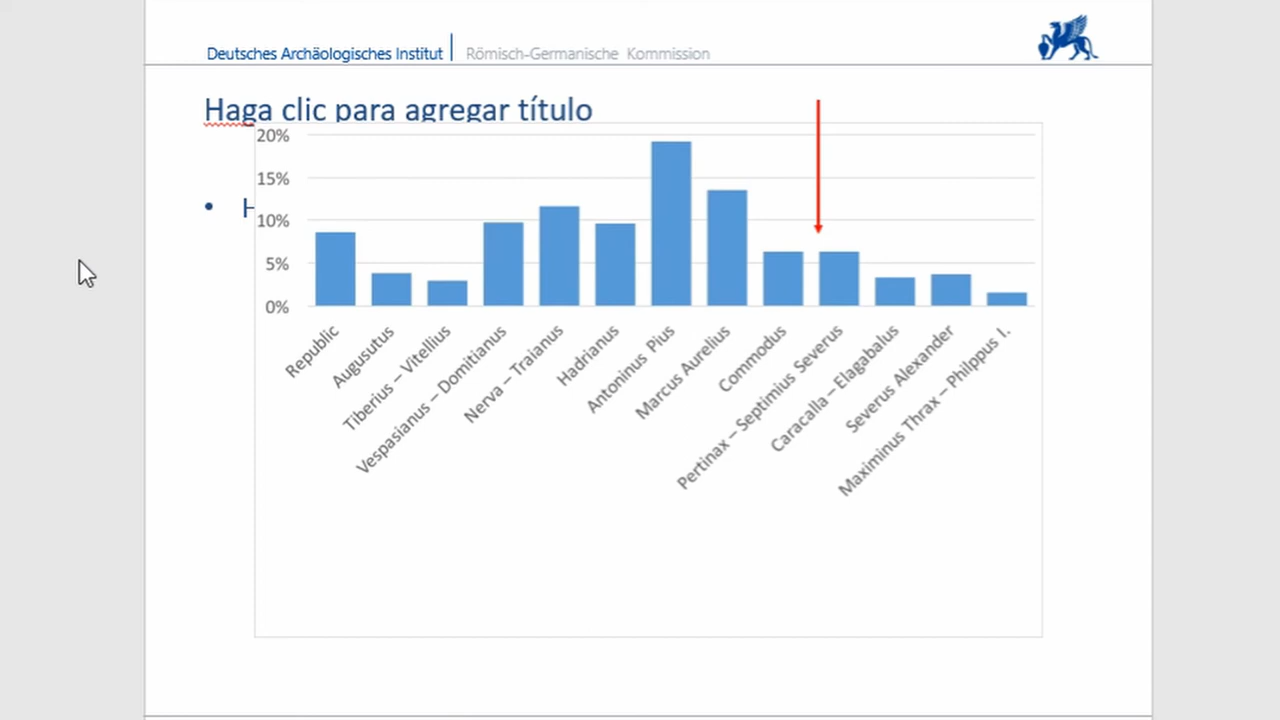 Deutsches Archäologisches Institut
Römisch-Germanische Kommission
Haga clic para agregar título
• H
20%
15%
10%
5%
0%
Republic
Augusutus
Tiberius – Vitellius
Vespasianus – Domitianus
Nerva – Traianus
Hadrianus
Antoninus Pius
Marcus Aurelius
Commodus
Pertinax – Septimius Severus
Caracalla – Elagabalus
Severus Alexander
Maximinus Thrax – Philppus I.